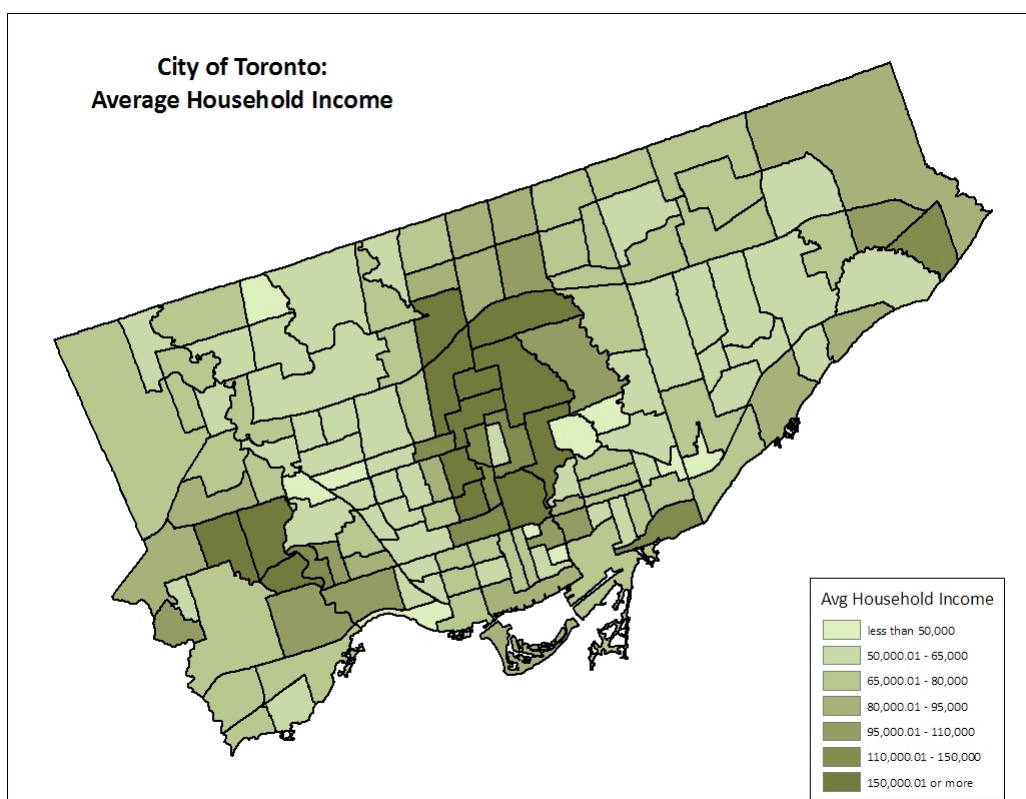 City of Toronto:
Average Household Income
Avg Household Income
less than 50,000
50,000.01 - 65,000
65,000.01 - 80,000
80,000.01 - 95,000
95,000.01 - 110,000
110,000.01 - 150,000
150,000.01 or more